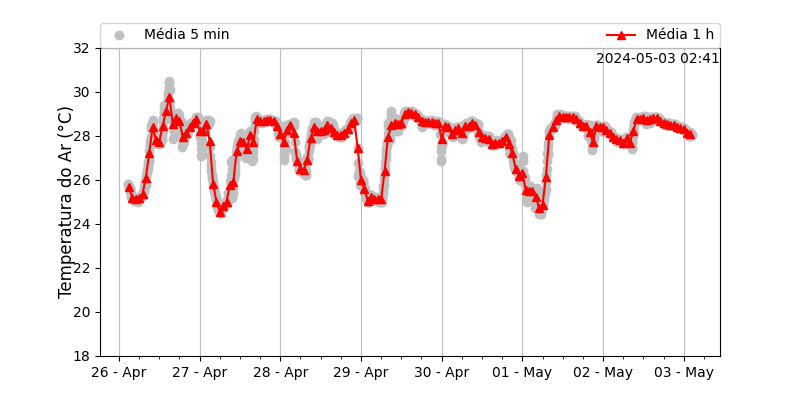 Média 5 min
Média 1 h
2024-05-03 02:41
Temperatura do Ar (°C)
32
30
28
26
24
22
20
18
26 - Apr
27 - Apr
28 - Apr
29 - Apr
30 - Apr
01 - May
02 - May
03 - May